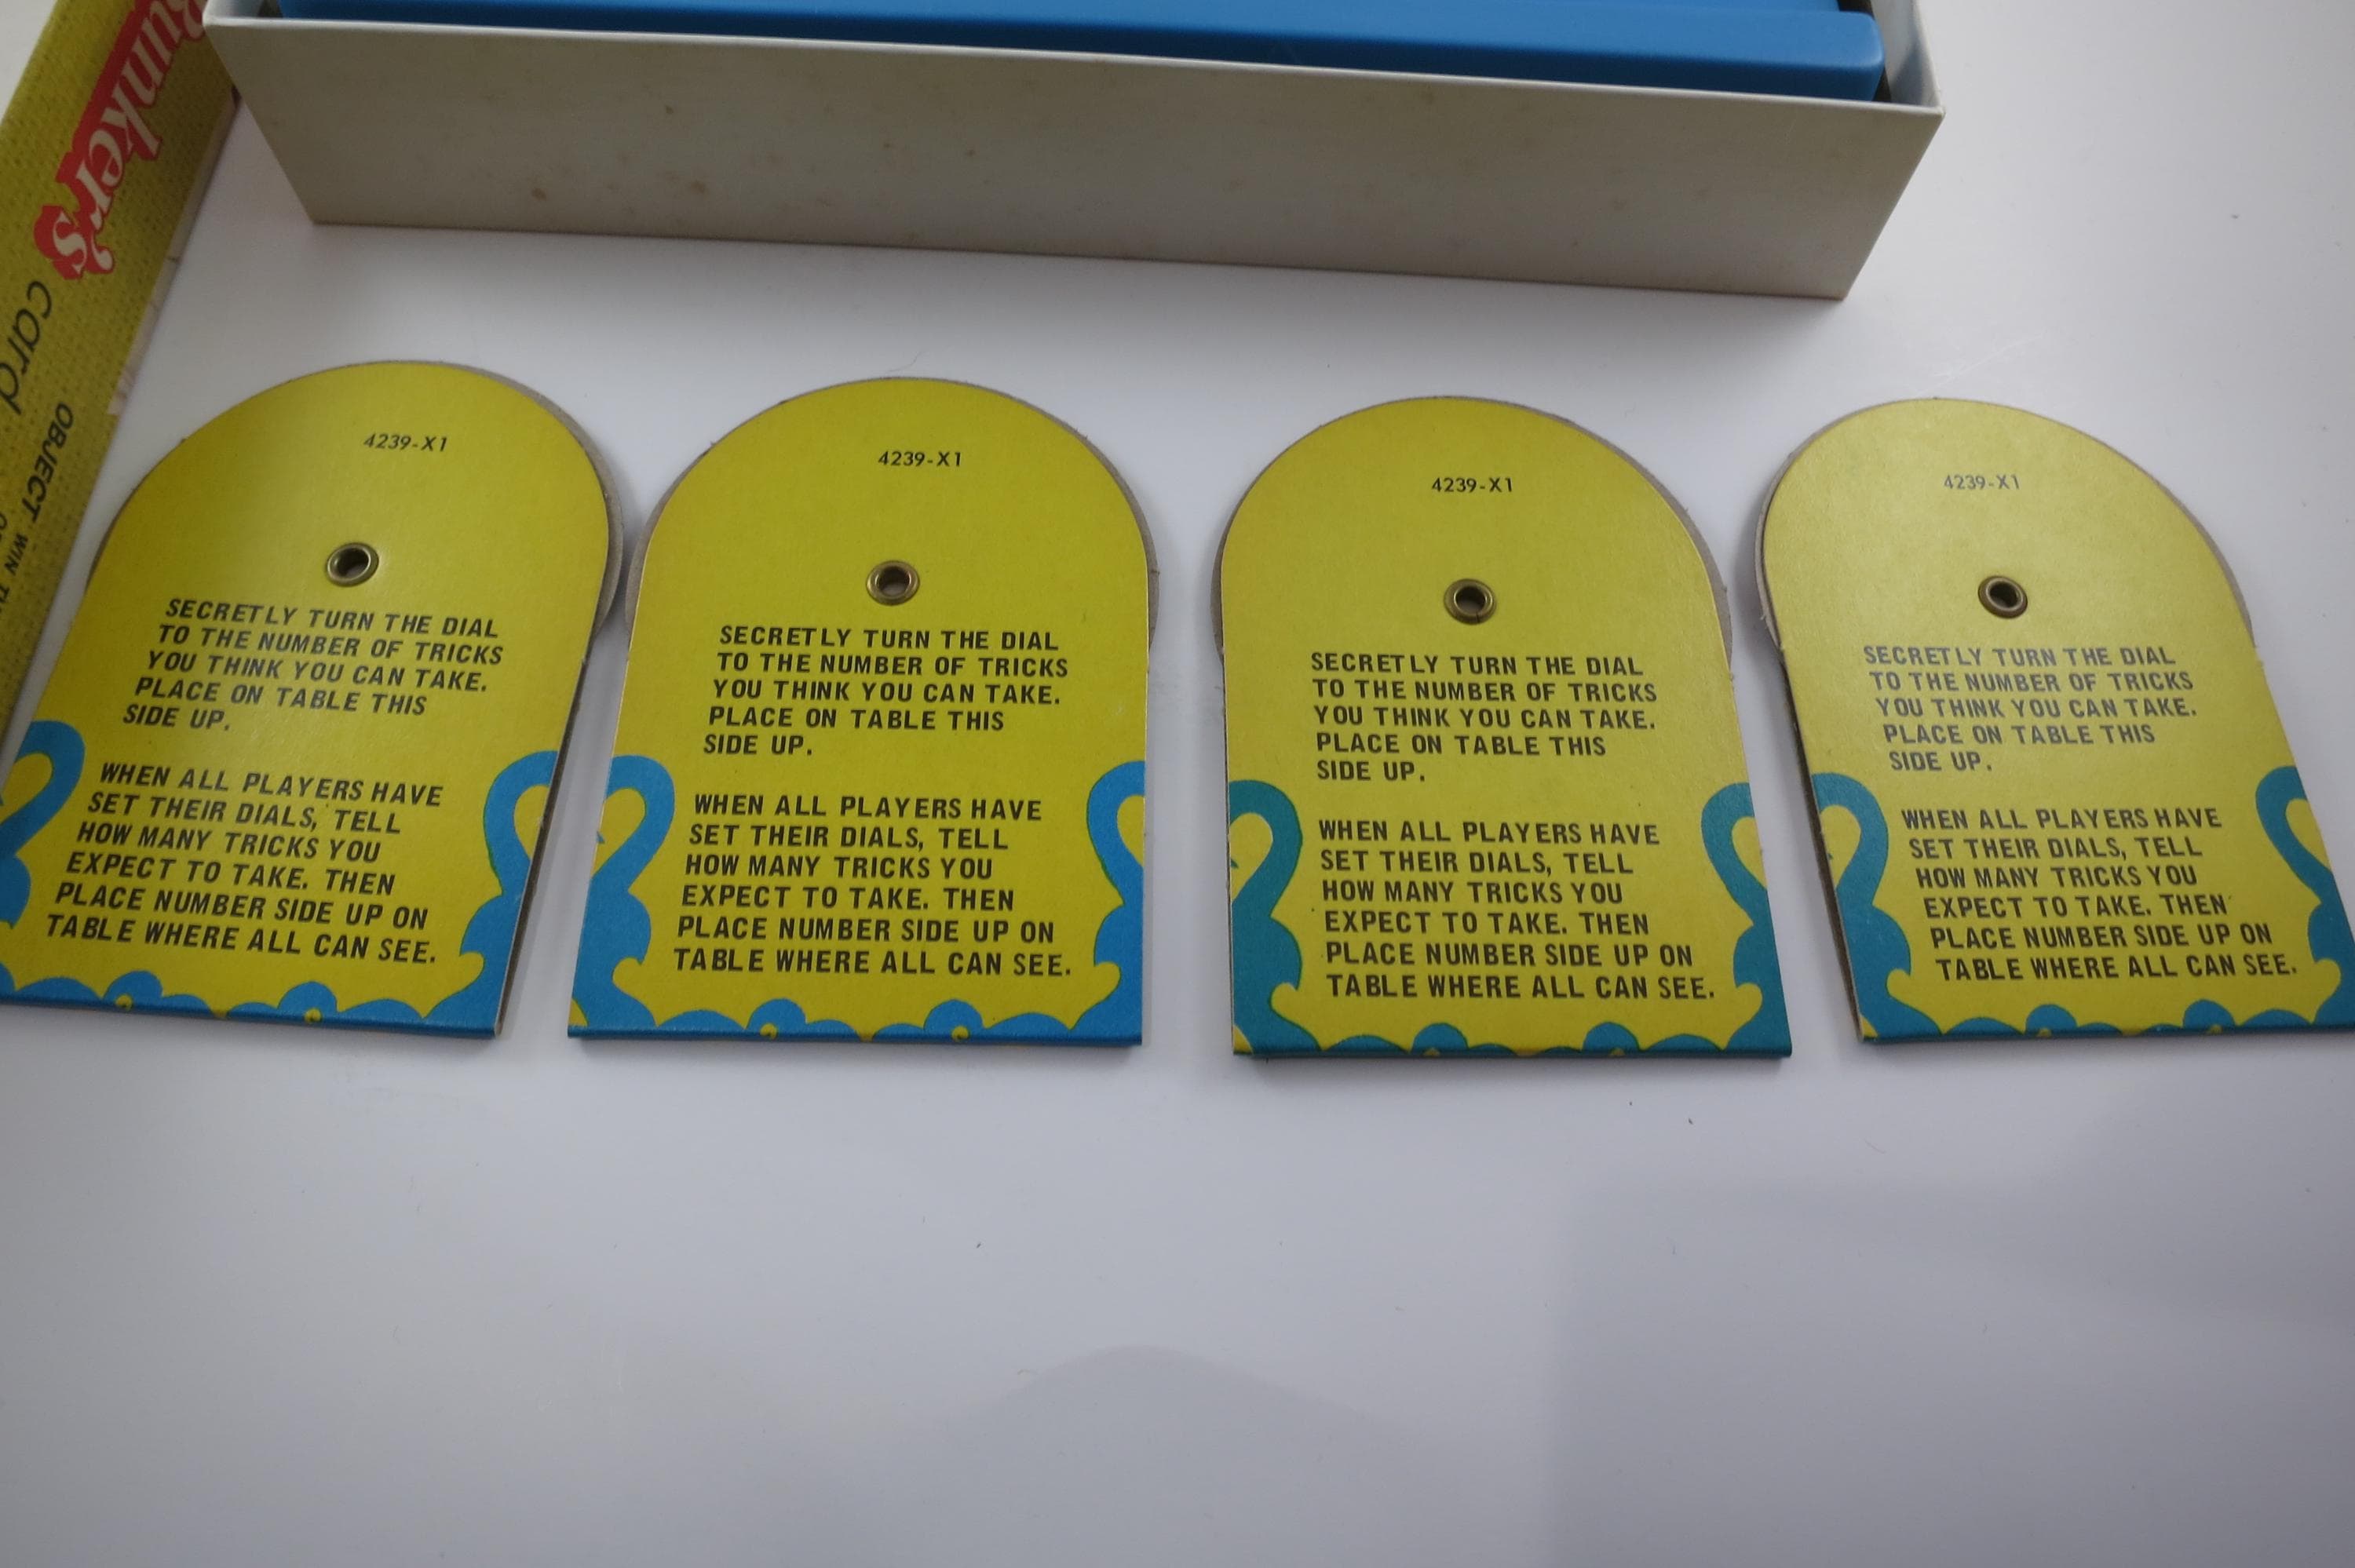 Bunker's
card
OBJECT WIN
4239-X1
SECRETLY TURN THE DIAL
TO THE NUMBER OF TRICKS
YOU THINK YOU CAN TAKE.
PLACE ON TABLE THIS
SIDE UP.
WHEN ALL PLAYERS HAVE
SET THEIR DIALS, TELL
HOW MANY TRICKS YOU
EXPECT TO TAKE. THEN
PLACE NUMBER SIDE UP ON
TABLE WHERE ALL CAN SEE.
4239-X1
SECRETLY TURN THE DIAL
TO THE NUMBER OF TRICKS
YOU THINK YOU CAN TAKE.
PLACE ON TABLE THIS
SIDE UP.
WHEN ALL PLAYERS HAVE
SET THEIR DIALS, TELL
HOW MANY TRICKS YOU
EXPECT TO TAKE. THEN
PLACE NUMBER SIDE UP ON
TABLE WHERE ALL CAN SEE.
4239-X1
SECRETLY TURN THE DIAL
TO THE NUMBER OF TRICKS
YOU THINK YOU CAN TAKE.
PLACE ON TABLE THIS
SIDE UP.
WHEN ALL PLAYERS HAVE
SET THEIR DIALS, TELL
HOW MANY TRICKS YOU
EXPECT TO TAKE. THEN
PLACE NUMBER SIDE UP ON
TABLE WHERE ALL CAN SEE.
4239-X1
SECRETLY TURN THE DIAL
TO THE NUMBER OF TRICKS
YOU THINK YOU CAN TAKE.
PLACE ON TABLE THIS
SIDE UP.
WHEN ALL PLAYERS HAVE
SET THEIR DIALS, TELL
HOW MANY TRICKS YOU
EXPECT TO TAKE. THEN
PLACE NUMBER SIDE UP ON
TABLE WHERE ALL CAN SEE.